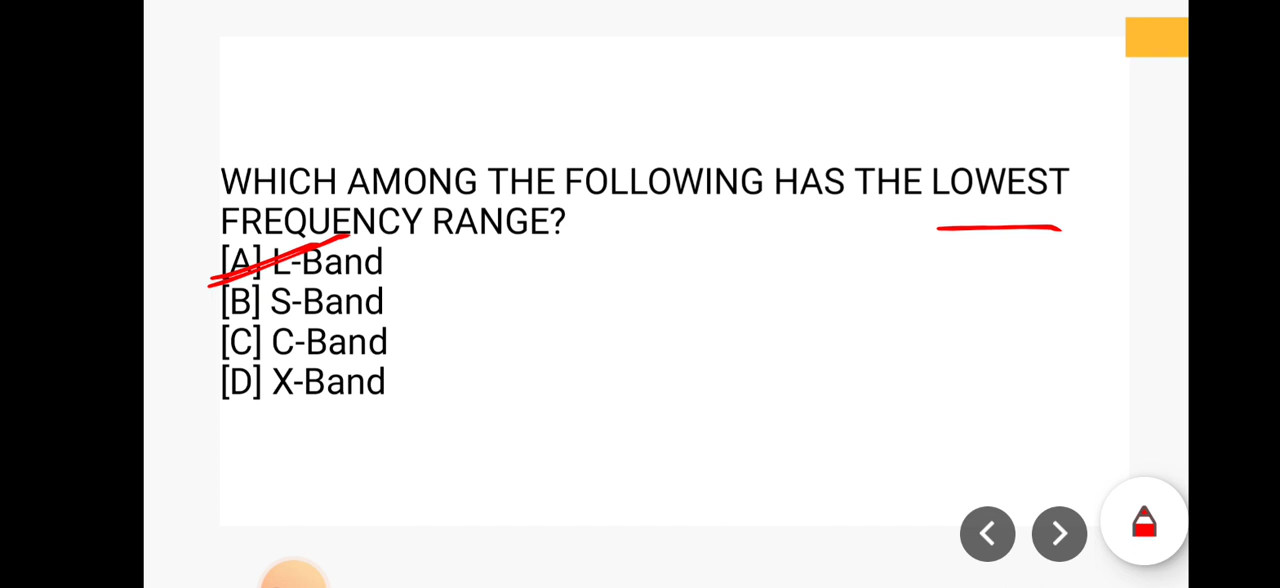 WHICH AMONG THE FOLLOWING HAS THE LOWEST
FREQUENCY RANGE?
[A] L-Band
[B] S-Band
[C] C-Band
[D] X-Band